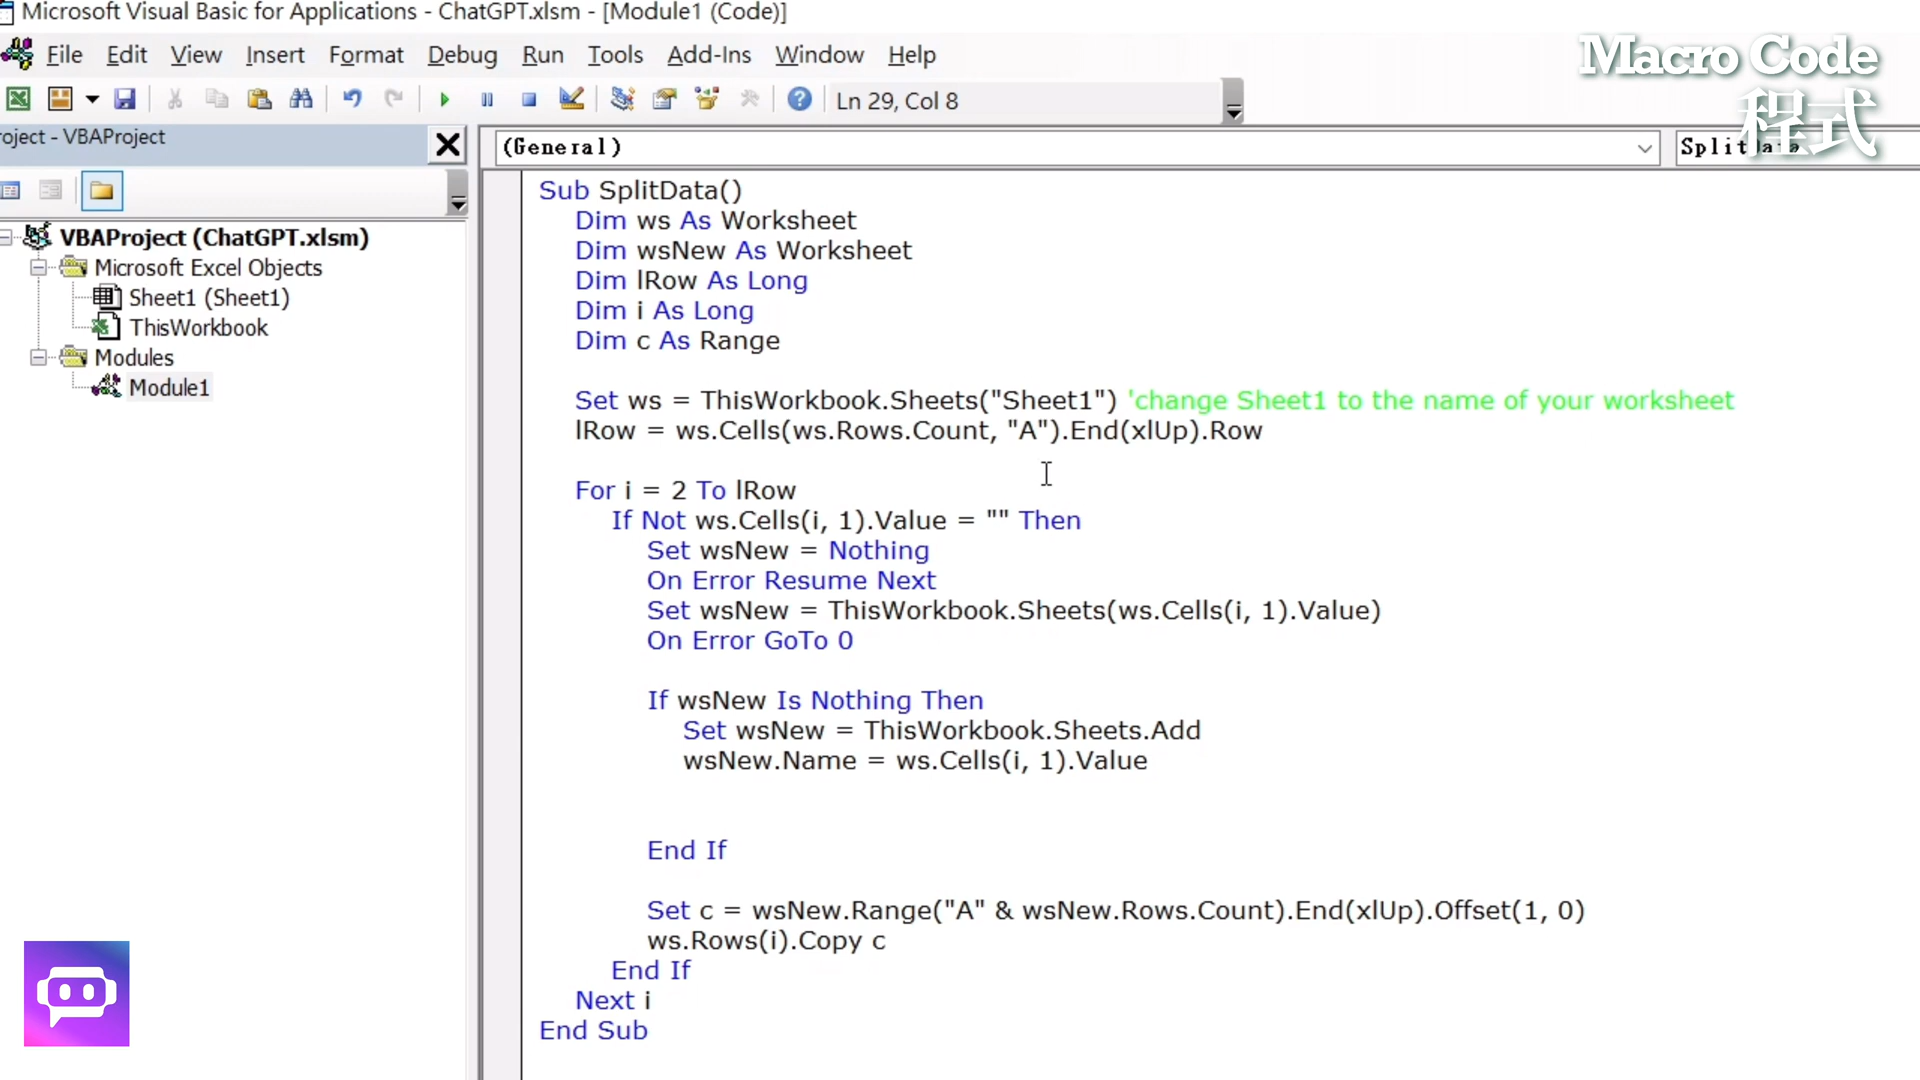 Microsoft Visual Basic for Applications - ChatGPT.xlsm - [Module1 (Code)]
File Edit View Insert Format Debug Run Tools Add-Ins Window Help
Macro Code
程式
Ln 29, Col 8
roject - VBAProject
(General)
SplitData
VBAProject (ChatGPT.xlsm)
Microsoft Excel Objects
Sheet1 (Sheet1)
ThisWorkbook
Modules
Module1
Sub SplitData()
Dim ws As Worksheet
Dim wsNew As Worksheet
Dim lRow As Long
Dim i As Long
Dim c As Range
Set ws = ThisWorkbook.Sheets("Sheet1") 'change Sheet1 to the name of your worksheet
lRow = ws.Cells(ws.Rows.Count, "A").End(xlUp).Row
For i = 2 To lRow
If Not ws.Cells(i, 1).Value = "" Then
Set wsNew = Nothing
On Error Resume Next
Set wsNew = ThisWorkbook.Sheets(ws.Cells(i, 1).Value)
On Error GoTo 0
If wsNew Is Nothing Then
Set wsNew = ThisWorkbook.Sheets.Add
wsNew.Name = ws.Cells(i, 1).Value
End If
Set c = wsNew.Range("A" & wsNew.Rows.Count).End(xlUp).Offset(1, 0)
ws.Rows(i).Copy c
End If
Next i
End Sub